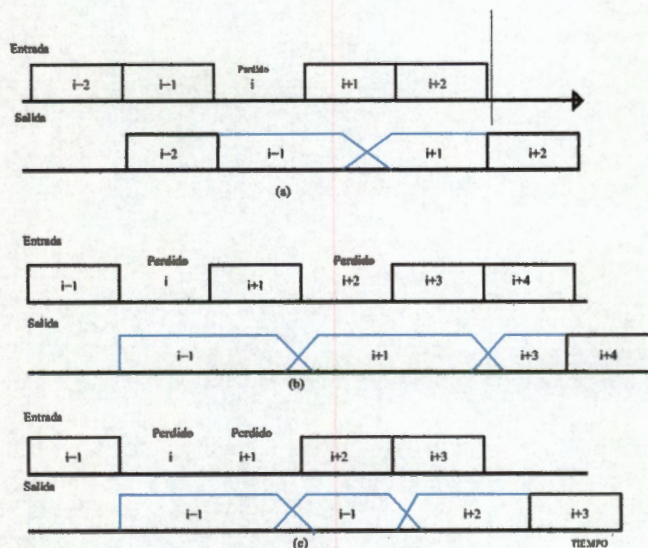 Entrada
Perdido
i–2 i–1 i i+1 i+2
Salida
i–2 i–1 i+1 i+2
(a)
Entrada
Perdido Perdido
i–1 i i+1 i+2 i+3 i+4
Salida
i–1 i+1 i+3 i+4
(b)
Entrada
Perdido Perdido
i–1 i i+1 i+2 i+3
Salida
i–1 i–1 i+2 i+3
(c) TIEMPO